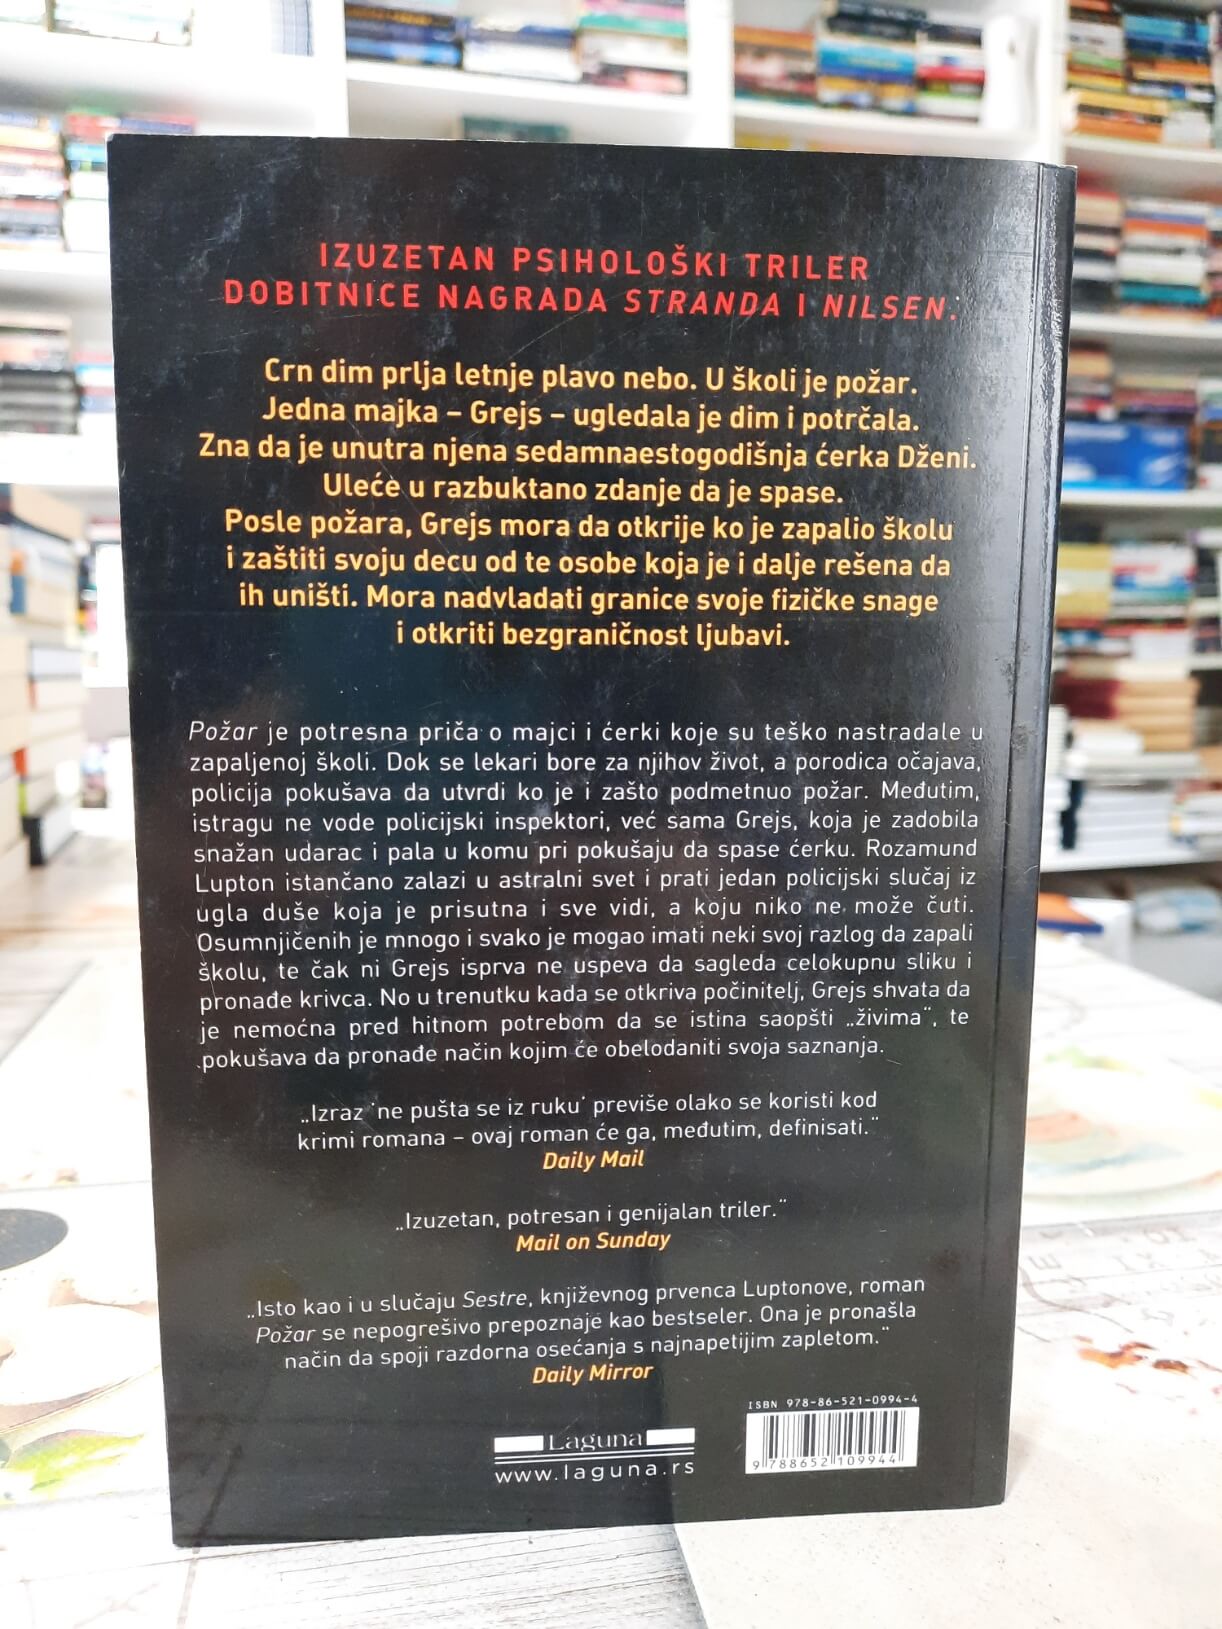 IZUZETAN PSIHOLOŠKI TRILER
DOBITNICE NAGRADA STRANDA I NILSEN.
Crn dim prlja letnje plavo nebo. U školi je požar.
Jedna majka – Grejs – ugledala je dim i potrčala.
Zna da je unutra njena sedamnaestogodišnja ćerka Dženi.
Uleće u razbuktano zdanje da je spase.
Posle požara, Grejs mora da otkrije ko je zapalio školu
i zaštiti svoju decu od te osobe koja je i dalje rešena da
ih uništi. Mora nadvladati granice svoje fizičke snage
i otkriti bezgraničnost ljubavi.
Požar je potresna priča o majci i ćerki koje su teško nastradale u
zapaljenoj školi. Dok se lekari bore za njihov život, a porodica očajava,
policija pokušava da utvrdi ko je i zašto podmetnuo požar. Međutim,
istragu ne vode policijski inspektori, već sama Grejs, koja je zadobila
snažan udarac i pala u komu pri pokušaju da spase ćerku. Rozamund
Lupton istančano zalazi u astralni svet i prati jedan policijski slučaj iz
ugla duše koja je prisutna i sve vidi, a koju niko ne može čuti.
Osumnjičenih je mnogo i svako je mogao imati neki svoj razlog da zapali
školu, te čak ni Grejs isprva ne uspeva da sagleda celokupnu sliku i
pronađe krivca. No u trenutku kada se otkriva počinitelj, Grejs shvata da
je nemoćna pred hitnom potrebom da se istina saopšti „živima“, te
pokušava da pronađe način kojim će obelodaniti svoja saznanja.
„Izraz 'ne pušta se iz ruku' previše olako se koristi kod
krimi romana – ovaj roman će ga, međutim, definisati.“
Daily Mail
„Izuzetan, potresan i genijalan triler.“
Mail on Sunday
„Isto kao i u slučaju Sestre, književnog prvenca Luptonove, roman
Požar se nepogrešivo prepoznaje kao bestseler. Ona je pronašla
način da spoji razdorna osećanja s najnapetijim zapletom.“
Daily Mirror
ISBN 978-86-521-0994-4
Laguna
www.laguna.rs
9 788652 109944